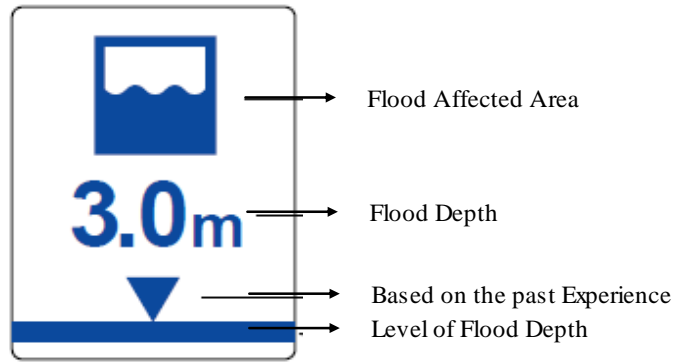 Flood Affected Area
3.0m
Flood Depth
Based on the past Experience
Level of Flood Depth